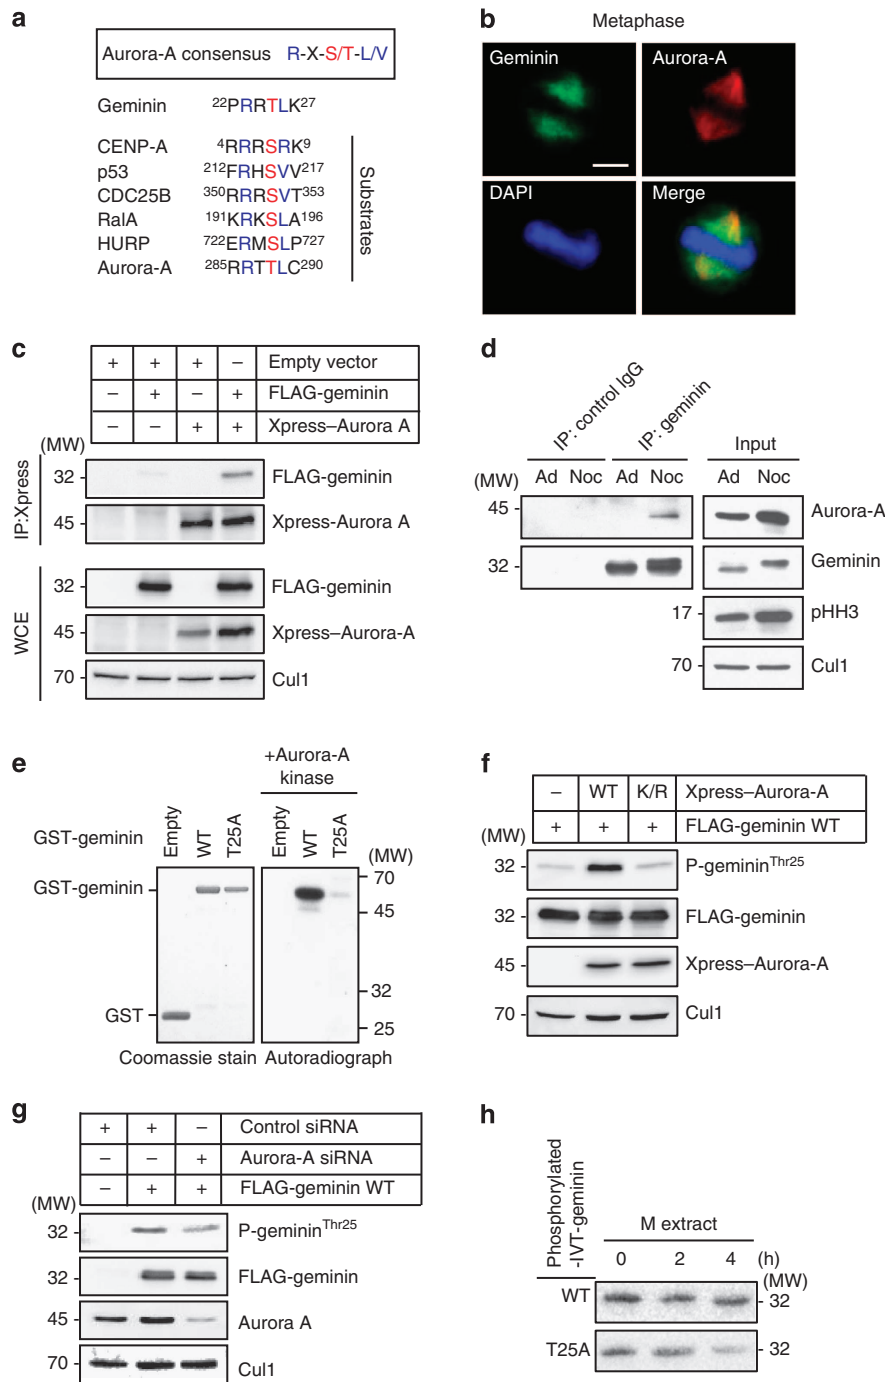 a
Aurora-A consensus R-X-S/T-L/V
Geminin ²²PRRTLK²⁷
CENP-A ⁴RRRSRK⁹
p53 ²¹²FRHSVV²¹⁷
CDC25B ³⁵⁰RRRSVT³⁵³
RalA ¹⁹¹KRKSLA¹⁹⁶
HURP ⁷²²ERMSLP⁷²⁷
Aurora-A ²⁸⁵RRTTLC²⁹⁰
Substrates
b
Metaphase
Geminin Aurora-A
DAPI Merge
c
+ + + – Empty vector
– + – + FLAG-geminin
– – + + Xpress–Aurora A
(MW)
IP:Xpress
32 - FLAG-geminin
45 - Xpress-Aurora A
WCE
32 - FLAG-geminin
45 - Xpress–Aurora-A
70 - Cul1
d
IP: control IgG IP: geminin Input
(MW) Ad Noc Ad Noc Ad Noc
45 - Aurora-A
32 - Geminin
17 - pHH3
70 - Cul1
e
+Aurora-A
kinase
GST-geminin Empty WT T25A Empty WT T25A
(MW)
GST-geminin
70
45
32
GST
25
Coomassie stain Autoradiograph
f
– WT K/R Xpress–Aurora-A
+ + + FLAG-geminin WT
(MW)
32 - P-geminin^Thr25
32 - FLAG-geminin
45 - Xpress–Aurora-A
70 - Cul1
g
+ + – Control siRNA
– – + Aurora-A siRNA
– + + FLAG-geminin WT
(MW)
32 - P-geminin^Thr25
32 - FLAG-geminin
45 - Aurora A
70 - Cul1
h
Phosphorylated
-IVT-geminin
M extract
0 2 4 (h)
(MW)
WT - 32
T25A - 32